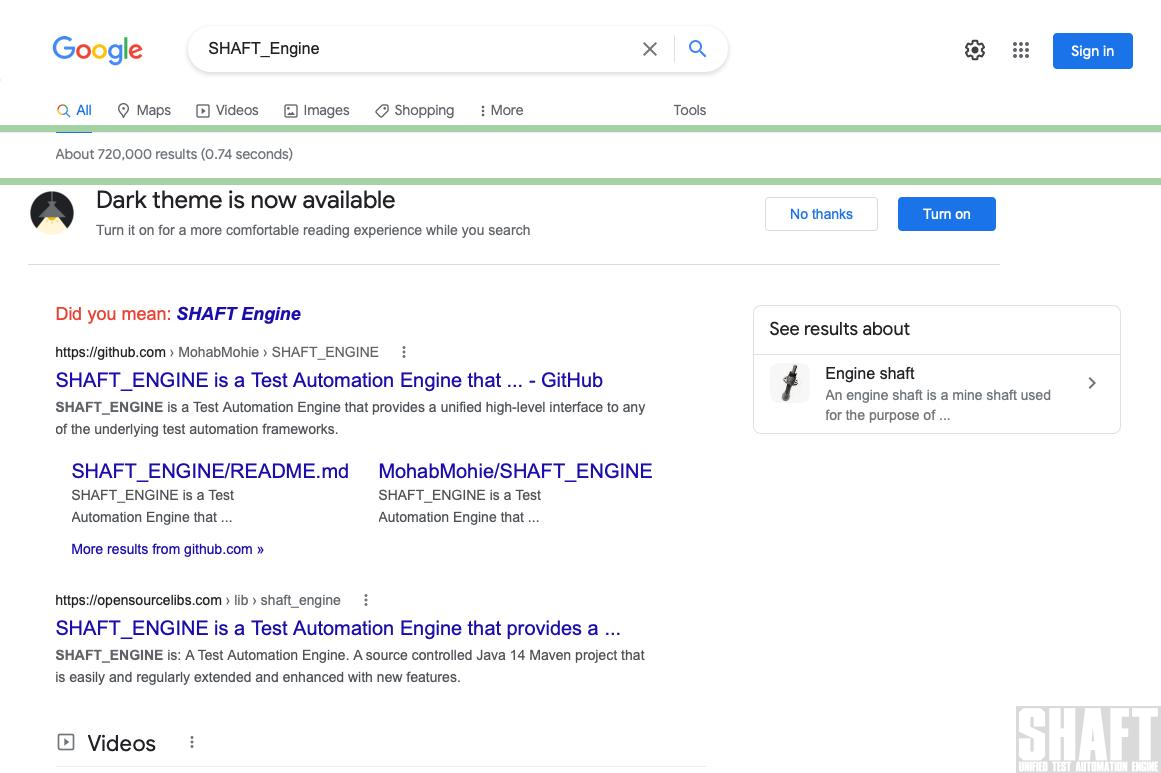 Google
SHAFT_Engine
Sign in
All Maps Videos Images Shopping More Tools
About 720,000 results (0.74 seconds)
Dark theme is now available
Turn it on for a more comfortable reading experience while you search
No thanks
Turn on
Did you mean: SHAFT Engine
https://github.com › MohabMohie › SHAFT_ENGINE
SHAFT_ENGINE is a Test Automation Engine that ... - GitHub
SHAFT_ENGINE is a Test Automation Engine that provides a unified high-level interface to any
of the underlying test automation frameworks.
SHAFT_ENGINE/README.md
SHAFT_ENGINE is a Test
Automation Engine that ...
MohabMohie/SHAFT_ENGINE
SHAFT_ENGINE is a Test
Automation Engine that ...
More results from github.com »
https://opensourcelibs.com › lib › shaft_engine
SHAFT_ENGINE is a Test Automation Engine that provides a ...
SHAFT_ENGINE is: A Test Automation Engine. A source controlled Java 14 Maven project that
is easily and regularly extended and enhanced with new features.
Videos
See results about
Engine shaft
An engine shaft is a mine shaft used
for the purpose of ...
SHAFT
UNIFIED TEST AUTOMATION ENGINE